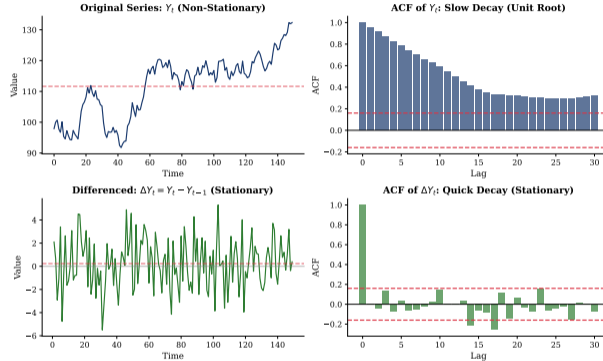 Original Series: Yt (Non-Stationary)
Value
130
120
110
100
90
0 20 40 60 80 100 120 140
Time
ACF of Yt: Slow Decay (Unit Root)
ACF
1.0
0.8
0.6
0.4
0.2
0.0
−0.2
0 5 10 15 20 25 30
Lag
Differenced: ΔYt = Yt − Yt−1 (Stationary)
Value
4
2
0
−2
−4
−6
0 20 40 60 80 100 120 140
Time
ACF of ΔYt: Quick Decay (Stationary)
ACF
1.0
0.8
0.6
0.4
0.2
0.0
−0.2
0 5 10 15 20 25 30
Lag